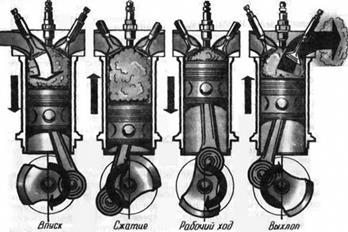 Впуск
Сжатие
Рабочий ход
Выхлоп